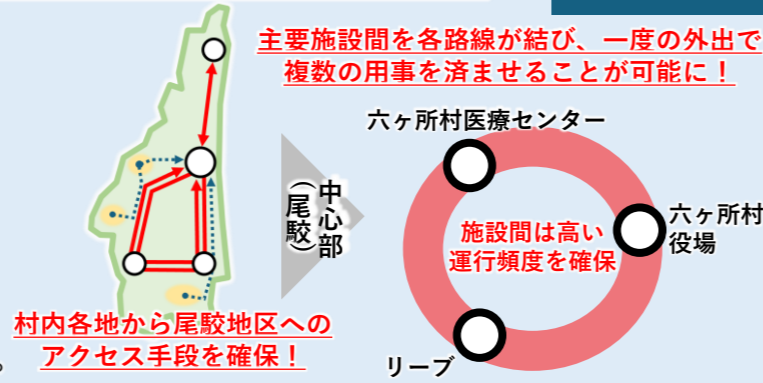 主要施設間を各路線が結び、一度の外出で
複数の用事を済ませることが可能に！
六ヶ所村医療センター
中心部
（尾駮）
施設間は高い
運行頻度を確保
六ヶ所村
役場
リーブ
村内各地から尾駮地区への
アクセス手段を確保！
。